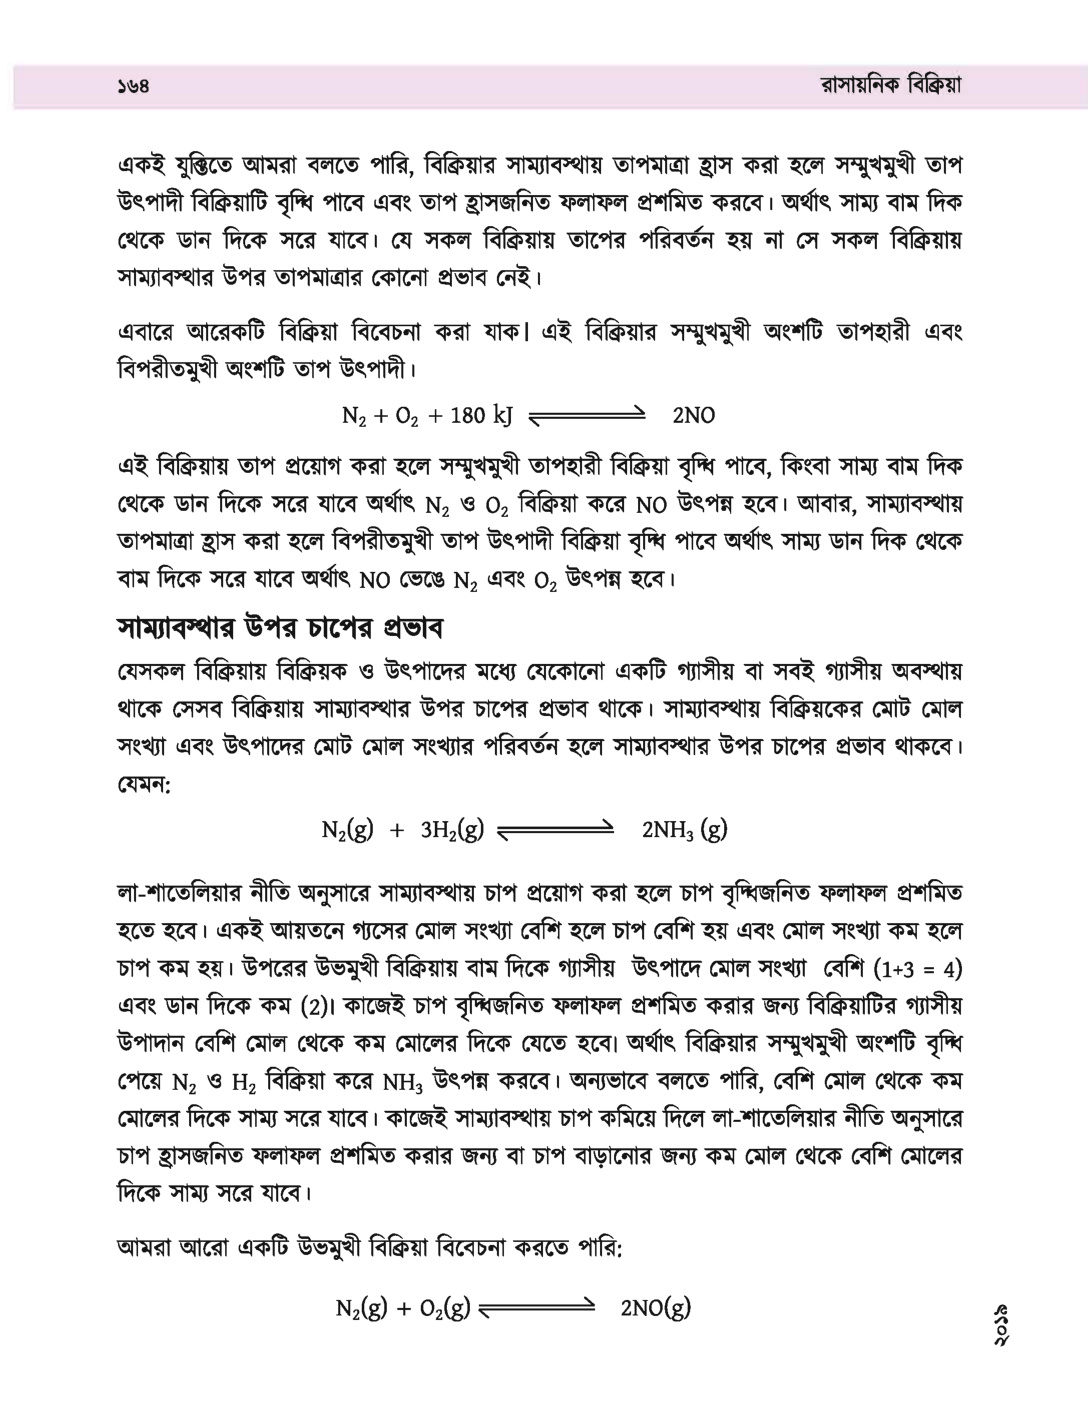 ১৬৪ রাসায়নিক বিক্রিয়া
একই যুক্তিতে আমরা বলতে পারি, বিক্রিয়ার সাম্যাবস্থায় তাপমাত্রা হ্রাস করা হলে সম্মুখমুখী তাপ
উৎপাদী বিক্রিয়াটি বৃদ্ধি পাবে এবং তাপ হ্রাসজনিত ফলাফল প্রশমিত করবে। অর্থাৎ সাম্য বাম দিক
থেকে ডান দিকে সরে যাবে। যে সকল বিক্রিয়ায় তাপের পরিবর্তন হয় না সে সকল বিক্রিয়ায়
সাম্যাবস্থার উপর তাপমাত্রার কোনো প্রভাব নেই।
এবারে আরেকটি বিক্রিয়া বিবেচনা করা যাক। এই বিক্রিয়ার সম্মুখমুখী অংশটি তাপহারী এবং
বিপরীতমুখী অংশটি তাপ উৎপাদী।
N₂ + O₂ + 180 kJ ⇌ 2NO
এই বিক্রিয়ায় তাপ প্রয়োগ করা হলে সম্মুখমুখী তাপহারী বিক্রিয়া বৃদ্ধি পাবে, কিংবা সাম্য বাম দিক
থেকে ডান দিকে সরে যাবে অর্থাৎ N₂ ও O₂ বিক্রিয়া করে NO উৎপন্ন হবে। আবার, সাম্যাবস্থায়
তাপমাত্রা হ্রাস করা হলে বিপরীতমুখী তাপ উৎপাদী বিক্রিয়া বৃদ্ধি পাবে অর্থাৎ সাম্য ডান দিক থেকে
বাম দিকে সরে যাবে অর্থাৎ NO ভেঙে N₂ এবং O₂ উৎপন্ন হবে।
সাম্যাবস্থার উপর চাপের প্রভাব
যেসকল বিক্রিয়ায় বিক্রিয়ক ও উৎপাদের মধ্যে যেকোনো একটি গ্যাসীয় বা সবই গ্যাসীয় অবস্থায়
থাকে সেসব বিক্রিয়ায় সাম্যাবস্থার উপর চাপের প্রভাব থাকে। সাম্যাবস্থায় বিক্রিয়কের মোট মোল
সংখ্যা এবং উৎপাদের মোট মোল সংখ্যার পরিবর্তন হলে সাম্যাবস্থার উপর চাপের প্রভাব থাকবে।
যেমন:
N₂(g) + 3H₂(g) ⇌ 2NH₃ (g)
লা-শাতেলিয়ার নীতি অনুসারে সাম্যাবস্থায় চাপ প্রয়োগ করা হলে চাপ বৃদ্ধিজনিত ফলাফল প্রশমিত
হতে হবে। একই আয়তনে গ্যসের মোল সংখ্যা বেশি হলে চাপ বেশি হয় এবং মোল সংখ্যা কম হলে
চাপ কম হয়। উপরের উভমুখী বিক্রিয়ায় বাম দিকে গ্যাসীয় উৎপাদে মোল সংখ্যা বেশি (1+3 = 4)
এবং ডান দিকে কম (2)। কাজেই চাপ বৃদ্ধিজনিত ফলাফল প্রশমিত করার জন্য বিক্রিয়াটির গ্যাসীয়
উপাদান বেশি মোল থেকে কম মোলের দিকে যেতে হবে। অর্থাৎ বিক্রিয়ার সম্মুখমুখী অংশটি বৃদ্ধি
পেয়ে N₂ ও H₂ বিক্রিয়া করে NH₃ উৎপন্ন করবে। অন্যভাবে বলতে পারি, বেশি মোল থেকে কম
মোলের দিকে সাম্য সরে যাবে। কাজেই সাম্যাবস্থায় চাপ কমিয়ে দিলে লা-শাতেলিয়ার নীতি অনুসারে
চাপ হ্রাসজনিত ফলাফল প্রশমিত করার জন্য বা চাপ বাড়ানোর জন্য কম মোল থেকে বেশি মোলের
দিকে সাম্য সরে যাবে।
আমরা আরো একটি উভমুখী বিক্রিয়া বিবেচনা করতে পারি:
N₂(g) + O₂(g) ⇌ 2NO(g)
২০১৯